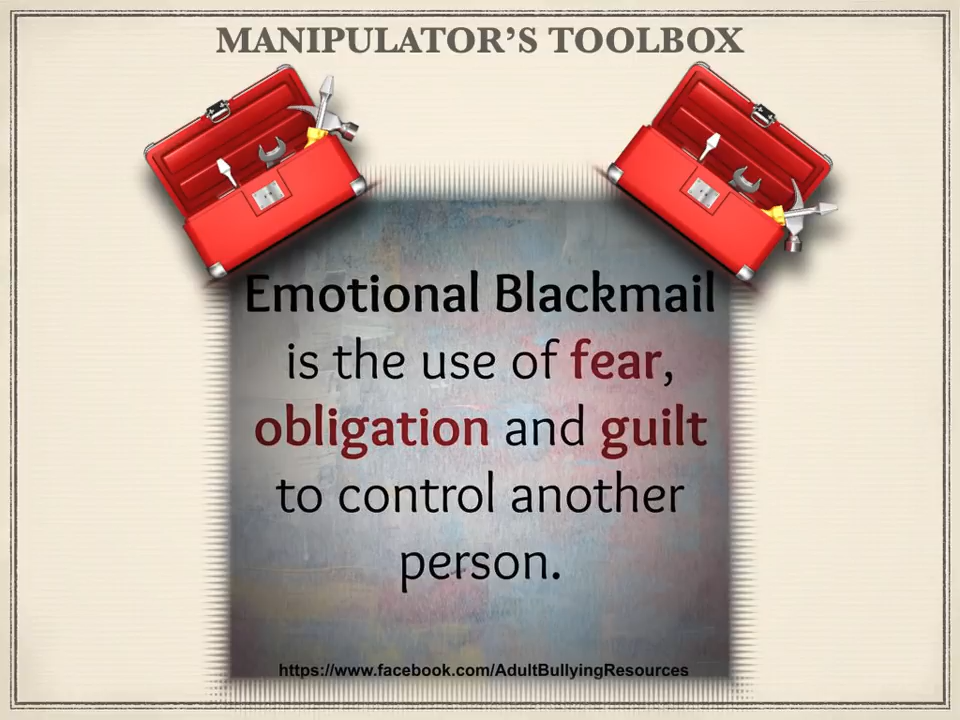 MANIPULATOR’S TOOLBOX
Emotional Blackmail
is the use of fear,
obligation and guilt
to control another
person.
https://www.facebook.com/AdultBullyingResources